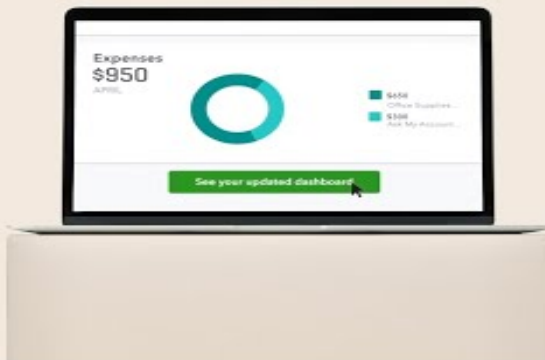 Expenses
$950
APRIL
$650
Office Supplies...
$300
Ask My Account...
See your updated dashboard